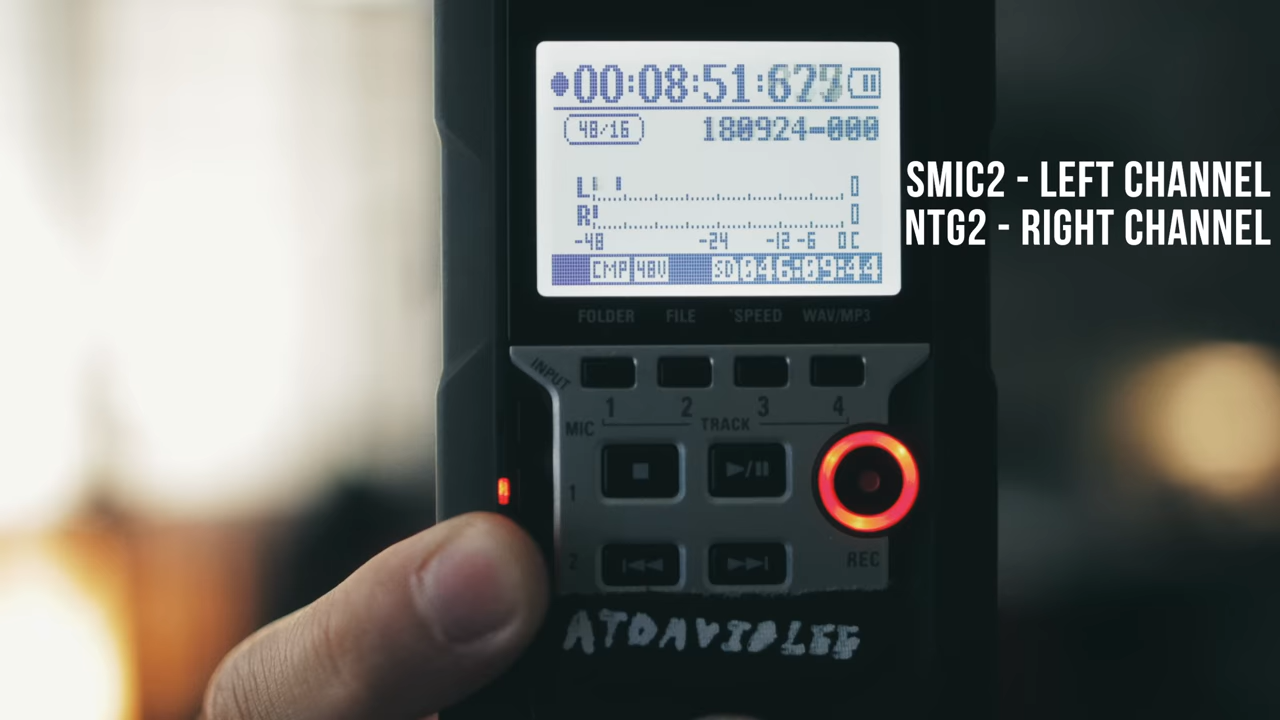 00:08:51:
48/16
180924-000
SMIC2 - LEFT CHANNEL
NTG2 - RIGHT CHANNEL
L 0
R 0
-48 -24 -12 -6 0 C
CMP 48V SD 046:09:44
FOLDER FILE SPEED WAV/MP3
INPUT
1 2 3 4
MIC TRACK
1
2
REC
ATDAVIDLEE